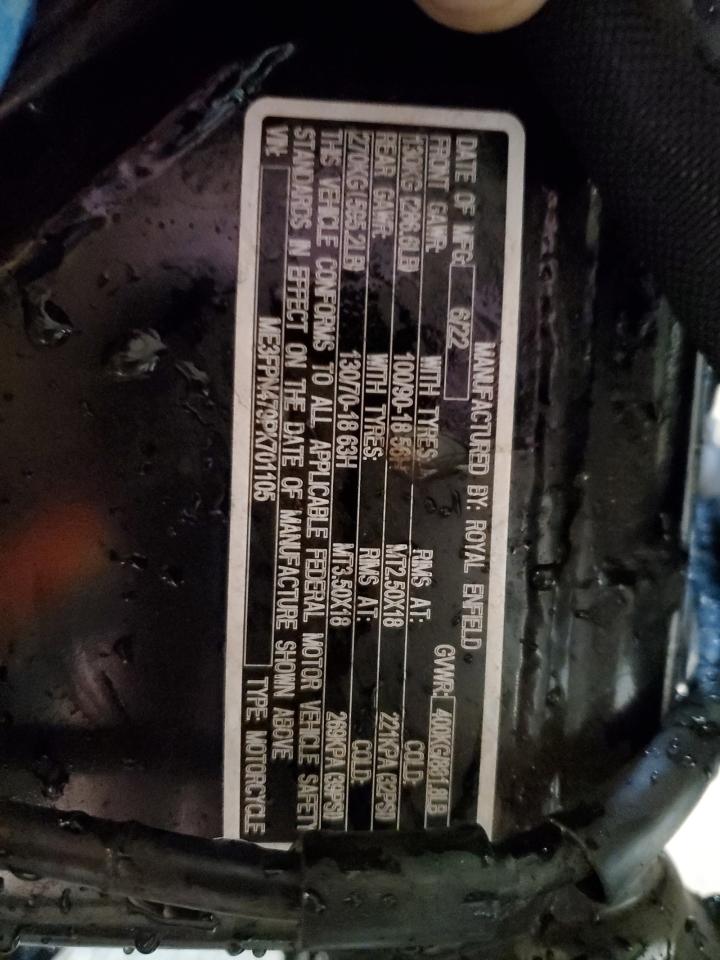 MANUFACTURED BY: ROYAL ENFIELD
DATE OF MFG: 6/22 GVWR: 400KG(881.8LB
FRONT GAWR: WITH TYRES: RIMS AT: COLD:
130KG (286.6LB) 100/90-18 56H MT2.50X18 221KPA (32PSI)
REAR GAWR: WITH TYRES: RIMS AT: COLD:
270KG (595.2LB) 130/70-18 63H MT3.50X18 269KPA (39PSI)
THIS VEHICLE CONFORMS TO ALL APPLICABLE FEDERAL MOTOR VEHICLE SAFETY
STANDARDS IN EFFECT ON THE DATE OF MANUFACTURE SHOWN ABOVE
VIN: ME3FPN479PK701105 TYPE: MOTORCYCLE